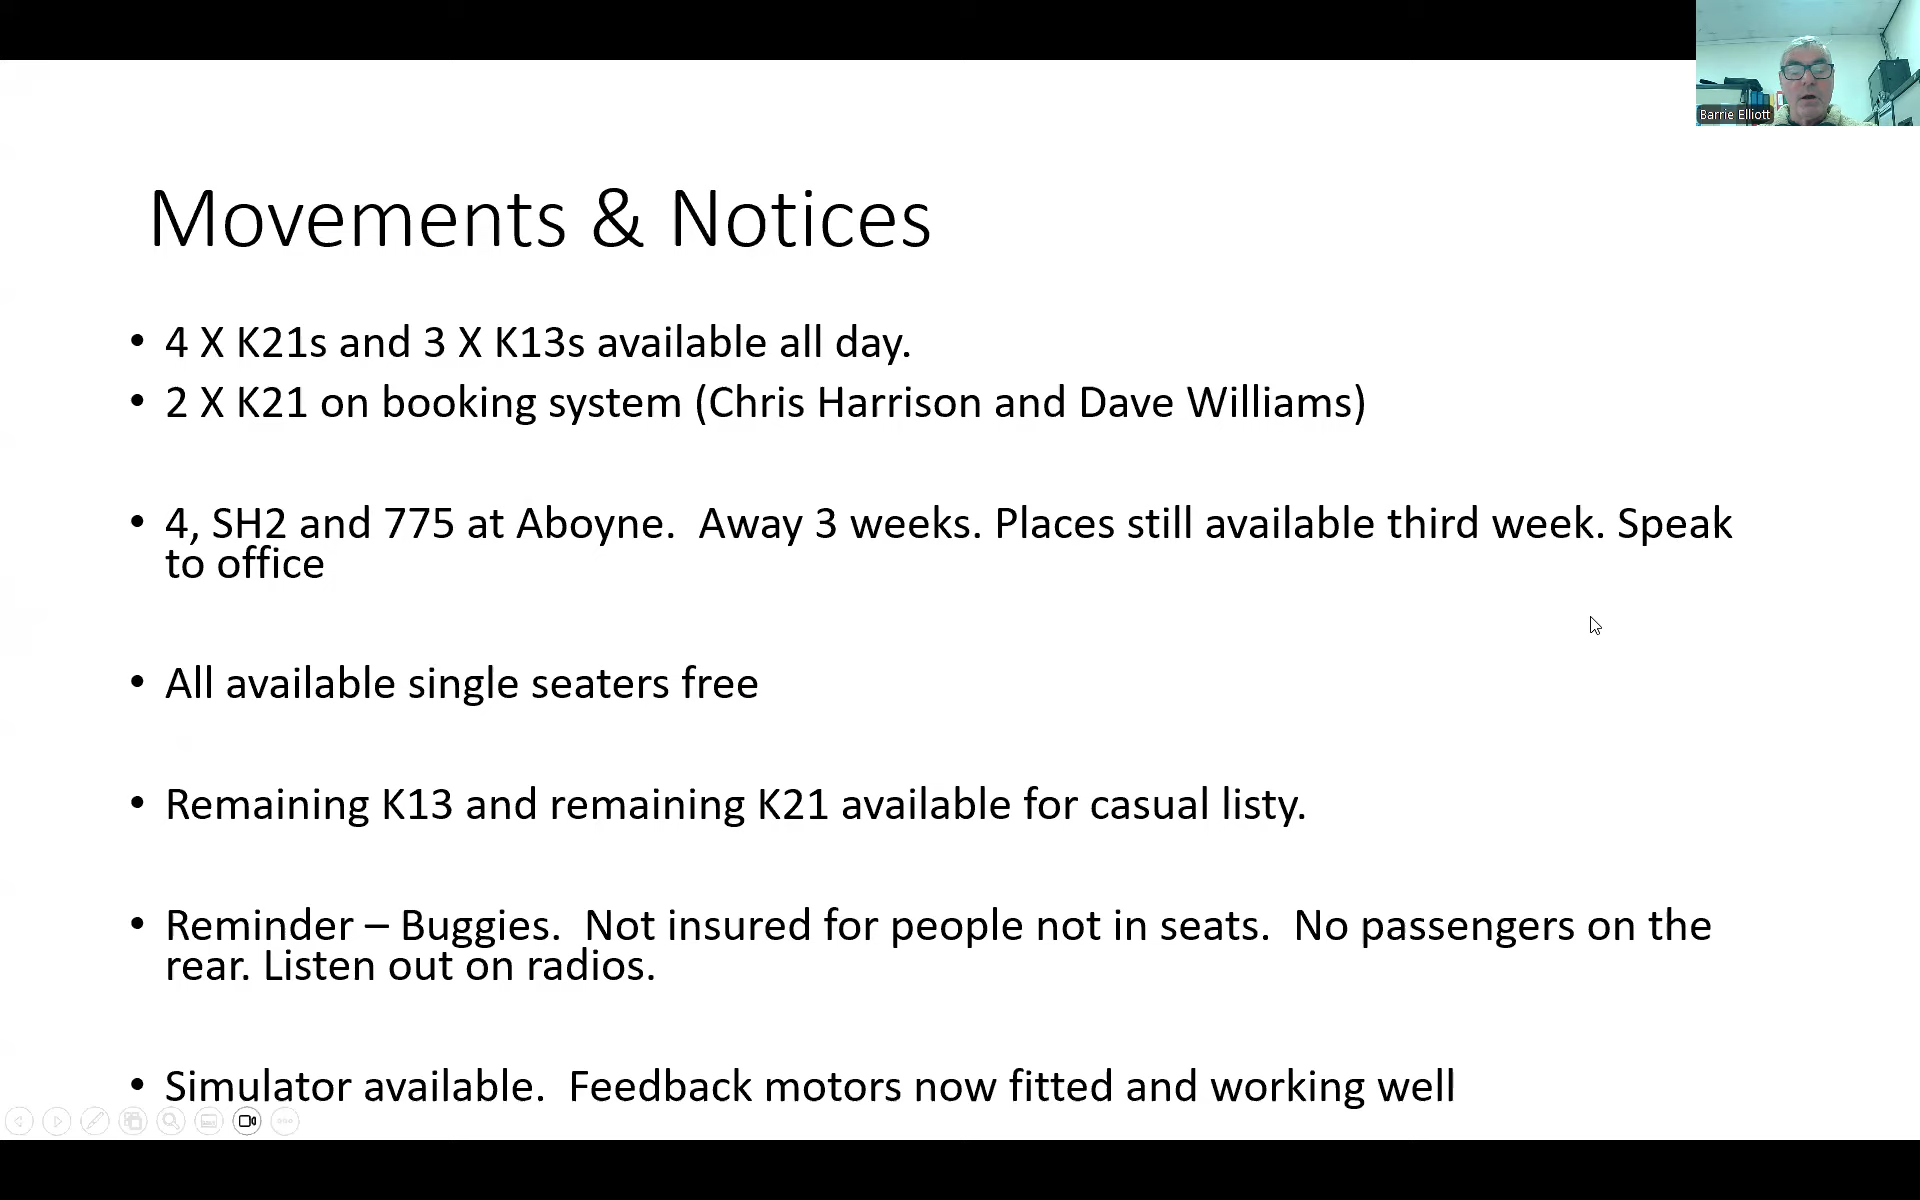 Barrie Elliott
Movements & Notices
• 4 X K21s and 3 X K13s available all day.
• 2 X K21 on booking system (Chris Harrison and Dave Williams)
• 4, SH2 and 775 at Aboyne.  Away 3 weeks. Places still available third week. Speak
to office
• All available single seaters free
• Remaining K13 and remaining K21 available for casual listy.
• Reminder – Buggies.  Not insured for people not in seats.  No passengers on the
rear. Listen out on radios.
• Simulator available.  Feedback motors now fitted and working well